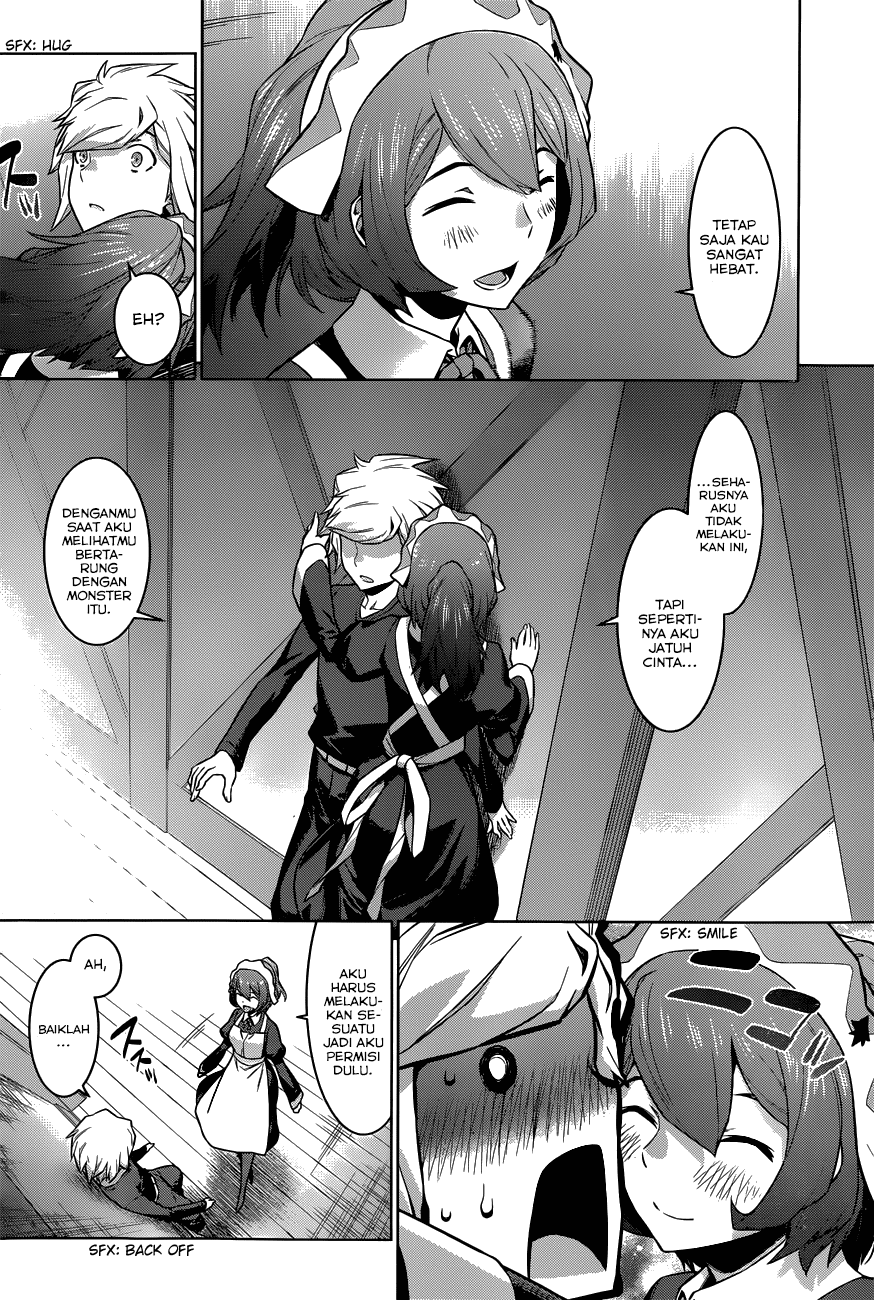 TETAP
SAJA KAU
SANGAT
HEBAT.
SFX: HUG
EH?
...SEHA-
RUSNYA
AKU
TIDAK
MELAKU-
KAN INI,
TAPI
SEPERTI-
NYA AKU
JATUH
CINTA...
DENGANMU
SAAT AKU
MELIHATMU
BERTA-
RUNG
DENGAN
MONSTER
ITU.
SFX: SMILE
AKU
HARUS
MELAKU-
KAN SE-
SUATU
JADI AKU
PERMISI
DULU.
AH,
BAIKLAH
...
SFX: BACK OFF